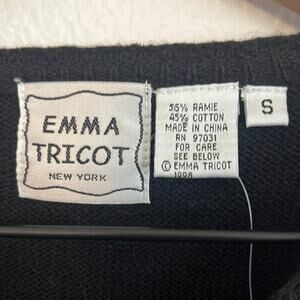 EMMA
TRICOT
NEW YORK
56% RAMIE
45% COTTON
MADE IN CHINA
RN 97031
FOR CARE
SEE BELOW
© EMMA TRICOT
1998
S